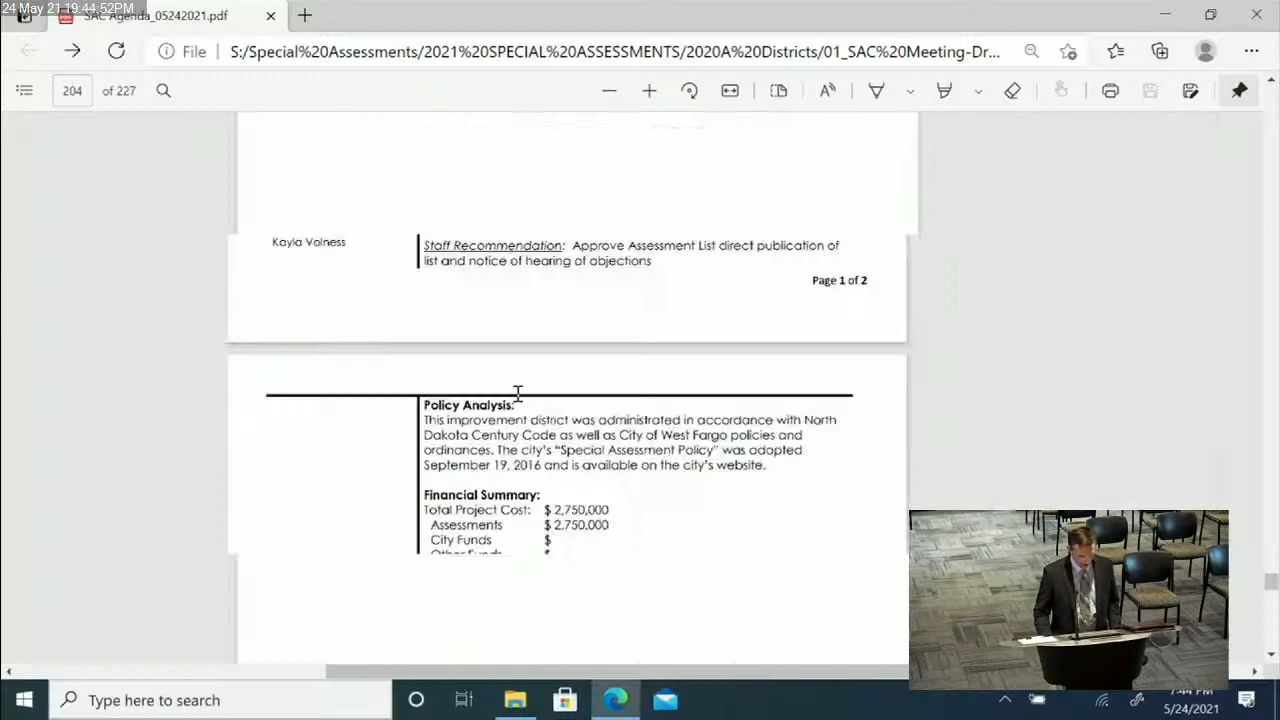 24 May 21 19:44:52PM
SAC Agenda_05242021.pdf
File
S:/Special%20Assessments/2021%20SPECIAL%20ASSESSMENTS/2020A%20Districts/01_SAC%20Meeting-Dr...
204 of 227
Kayla Volness
Staff Recommendation: Approve Assessment List direct publication of
list and notice of hearing of objections
Page 1 of 2
Policy Analysis:
This improvement district was administrated in accordance with North
Dakota Century Code as well as City of West Fargo policies and
ordinances. The city's "Special Assessment Policy" was adopted
September 19, 2016 and is available on the city's website.
Financial Summary:
Total Project Cost: $ 2,750,000
Assessments $ 2,750,000
City Funds $
Other Funds $
Type here to search
7:44 PM
5/24/2021